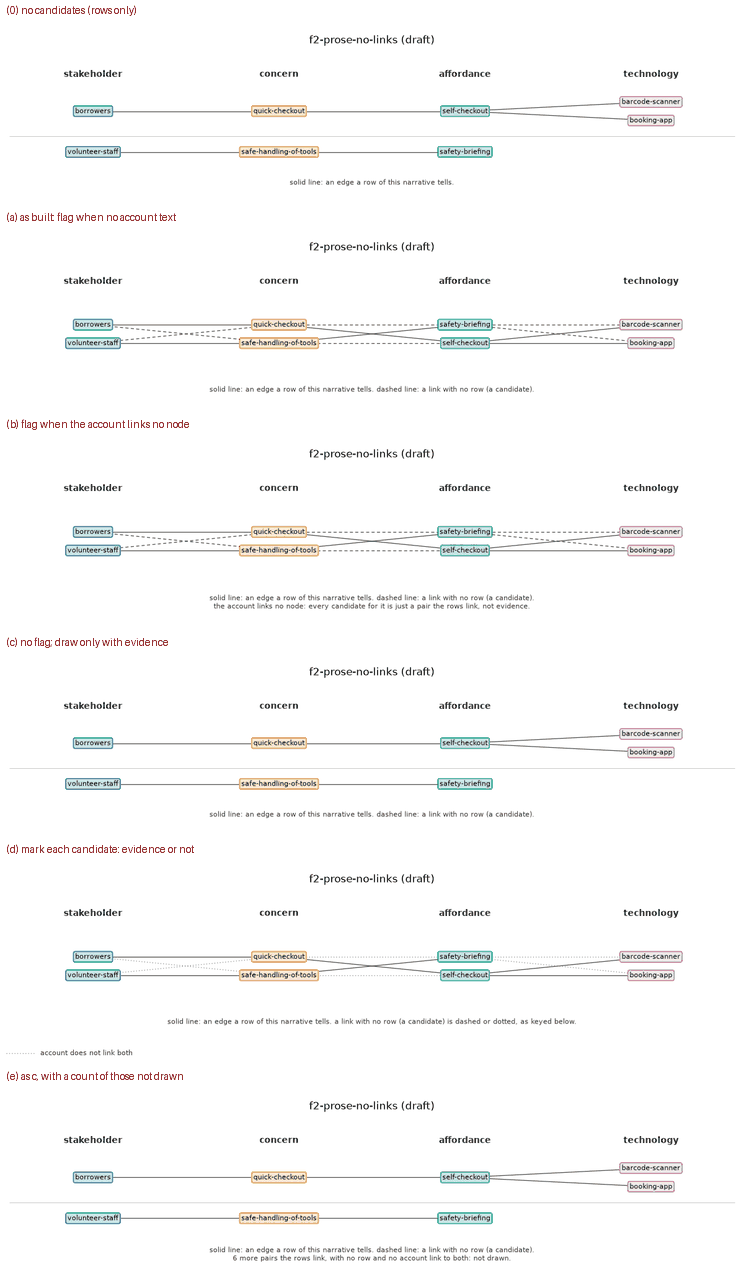 (0) no candidates (rows only)
f2-prose-no-links (draft)
stakeholder concern affordance technology
barcode-scanner
borrowers quick-checkout self-checkout
booking-app
volunteer-staff safe-handling-of-tools safety-briefing
solid line: an edge a row of this narrative tells.
(a) as built: flag when no account text
f2-prose-no-links (draft)
stakeholder concern affordance technology
borrowers quick-checkout safety-briefing barcode-scanner
volunteer-staff safe-handling-of-tools self-checkout booking-app
solid line: an edge a row of this narrative tells. dashed line: a link with no row (a candidate).
(b) flag when the account links no node
f2-prose-no-links (draft)
stakeholder concern affordance technology
borrowers quick-checkout safety-briefing barcode-scanner
volunteer-staff safe-handling-of-tools self-checkout booking-app
solid line: an edge a row of this narrative tells. dashed line: a link with no row (a candidate).
the account links no node: every candidate for it is just a pair the rows link, not evidence.
(c) no flag; draw only with evidence
f2-prose-no-links (draft)
stakeholder concern affordance technology
barcode-scanner
borrowers quick-checkout self-checkout
booking-app
volunteer-staff safe-handling-of-tools safety-briefing
solid line: an edge a row of this narrative tells. dashed line: a link with no row (a candidate).
(d) mark each candidate: evidence or not
f2-prose-no-links (draft)
stakeholder concern affordance technology
borrowers quick-checkout safety-briefing barcode-scanner
volunteer-staff safe-handling-of-tools self-checkout booking-app
solid line: an edge a row of this narrative tells. a link with no row (a candidate) is dashed or dotted, as keyed below.
account does not link both
(e) as c, with a count of those not drawn
f2-prose-no-links (draft)
stakeholder concern affordance technology
barcode-scanner
borrowers quick-checkout self-checkout
booking-app
volunteer-staff safe-handling-of-tools safety-briefing
solid line: an edge a row of this narrative tells. dashed line: a link with no row (a candidate).
6 more pairs the rows link, with no row and no account link to both: not drawn.